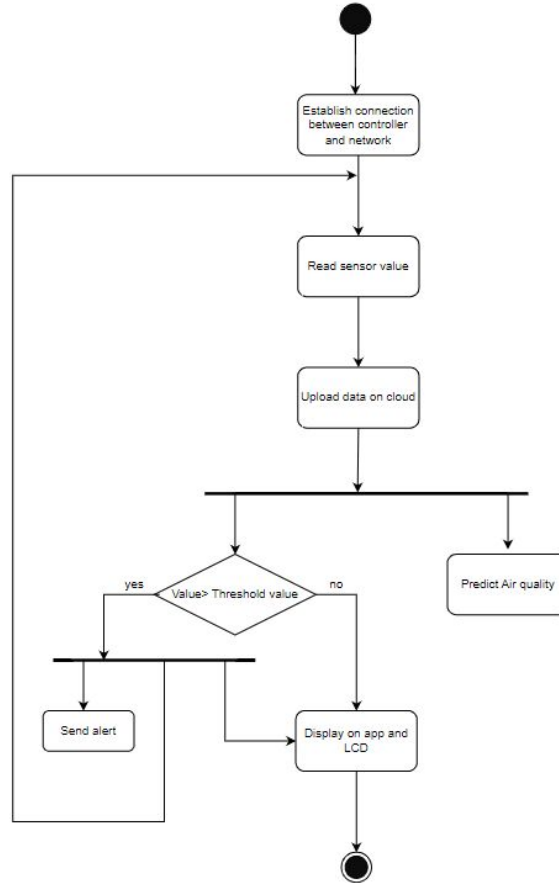 Establish connection
between controller
and network
Read sensor value
Upload data on cloud
yes
Value> Threshold value
no
Predict Air quality
Send alert
Display on app and
LCD